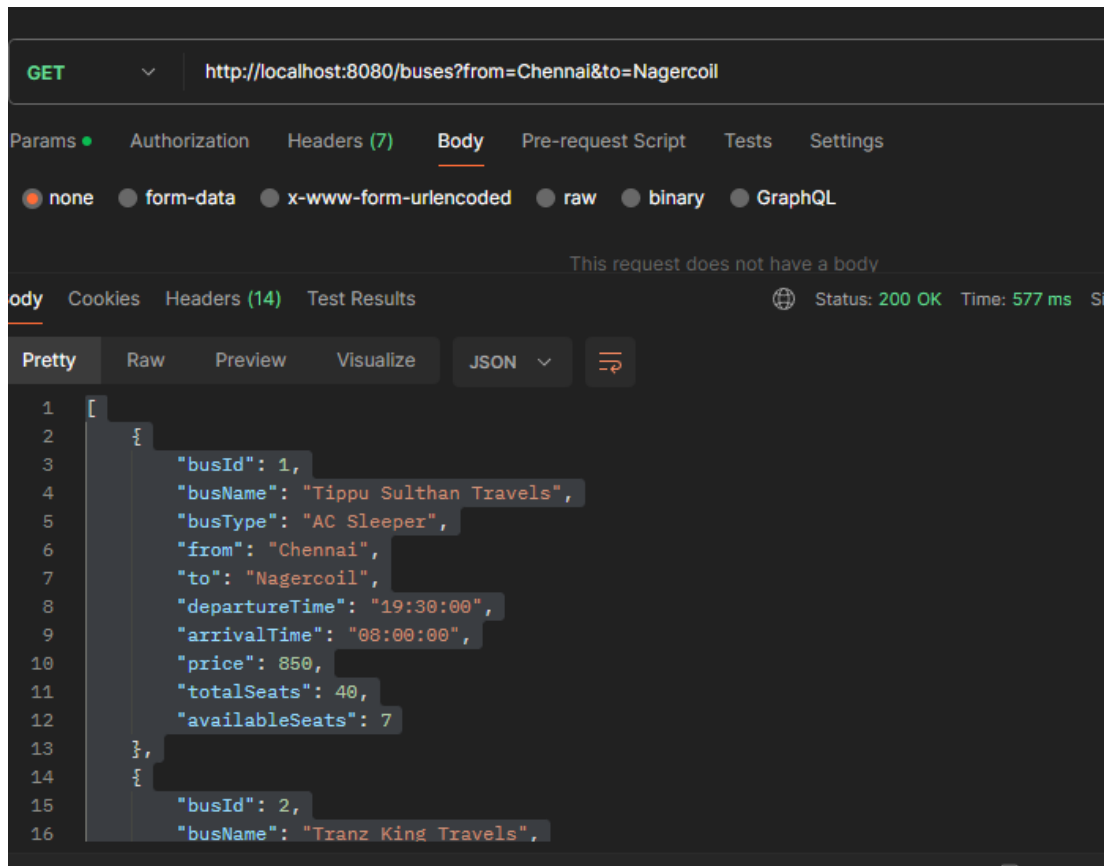 GET http://localhost:8080/buses?from=Chennai&to=Nagercoil
Params Authorization Headers (7) Body Pre-request Script Tests Settings
none form-data x-www-form-urlencoded raw binary GraphQL
This request does not have a body
ody Cookies Headers (14) Test Results Status: 200 OK Time: 577 ms Si
Pretty Raw Preview Visualize JSON
1 [
2 {
3 "busId": 1,
4 "busName": "Tippu Sulthan Travels",
5 "busType": "AC Sleeper",
6 "from": "Chennai",
7 "to": "Nagercoil",
8 "departureTime": "19:30:00",
9 "arrivalTime": "08:00:00",
10 "price": 850,
11 "totalSeats": 40,
12 "availableSeats": 7
13 },
14 {
15 "busId": 2,
16 "busName": "Tranz King Travels",